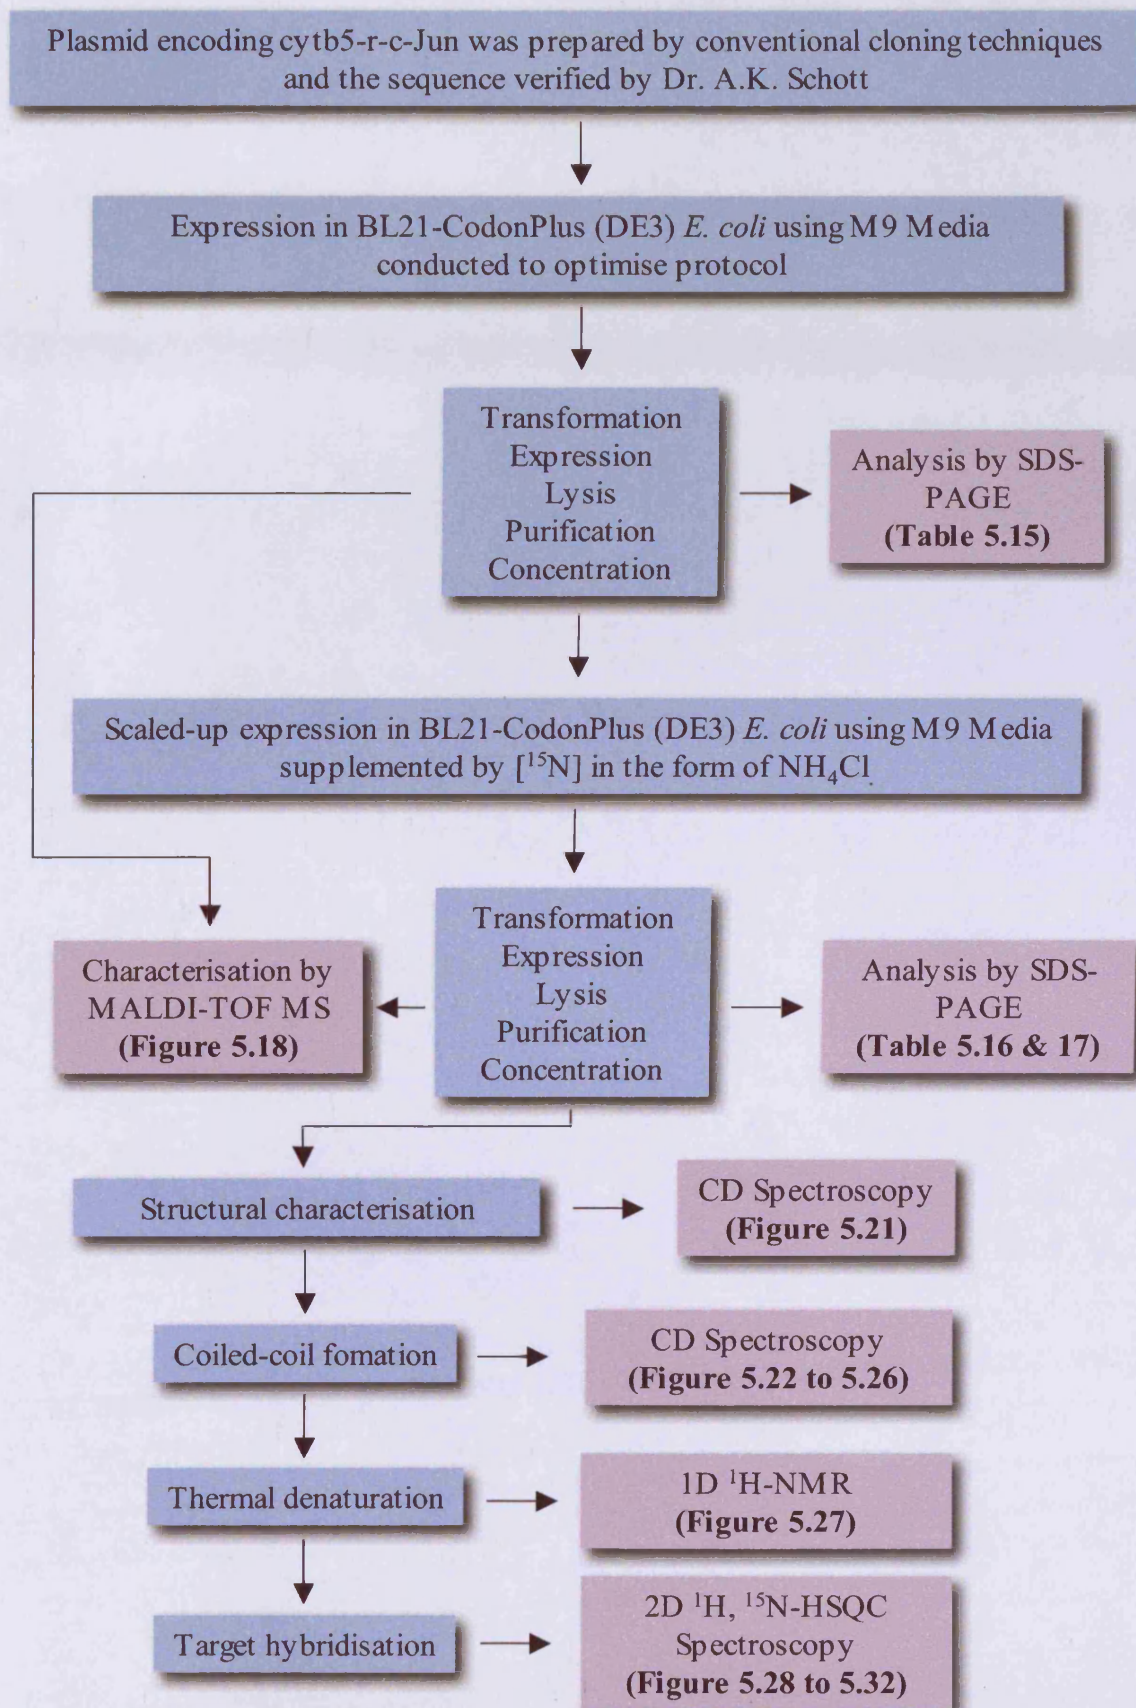 Plasmid encoding cytb5-r-c-Jun was prepared by conventional cloning techniques
and the sequence verified by Dr. A.K. Schott
Expression in BL21-CodonPlus (DE3) E. coli using M9 Media
conducted to optimise protocol
Transformation
Expression
Lysis
Purification
Concentration
Analysis by SDS-
PAGE
(Table 5.15)
Scaled-up expression in BL21-CodonPlus (DE3) E. coli using M9 Media
supplemented by [¹⁵N] in the form of NH₄Cl
Characterisation by
MALDI-TOF MS
(Figure 5.18)
Transformation
Expression
Lysis
Purification
Concentration
Analysis by SDS-
PAGE
(Table 5.16 & 17)
Structural characterisation
CD Spectroscopy
(Figure 5.21)
Coiled-coil fomation
CD Spectroscopy
(Figure 5.22 to 5.26)
Thermal denaturation
1D ¹H-NMR
(Figure 5.27)
Target hybridisation
2D ¹H, ¹⁵N-HSQC
Spectroscopy
(Figure 5.28 to 5.32)